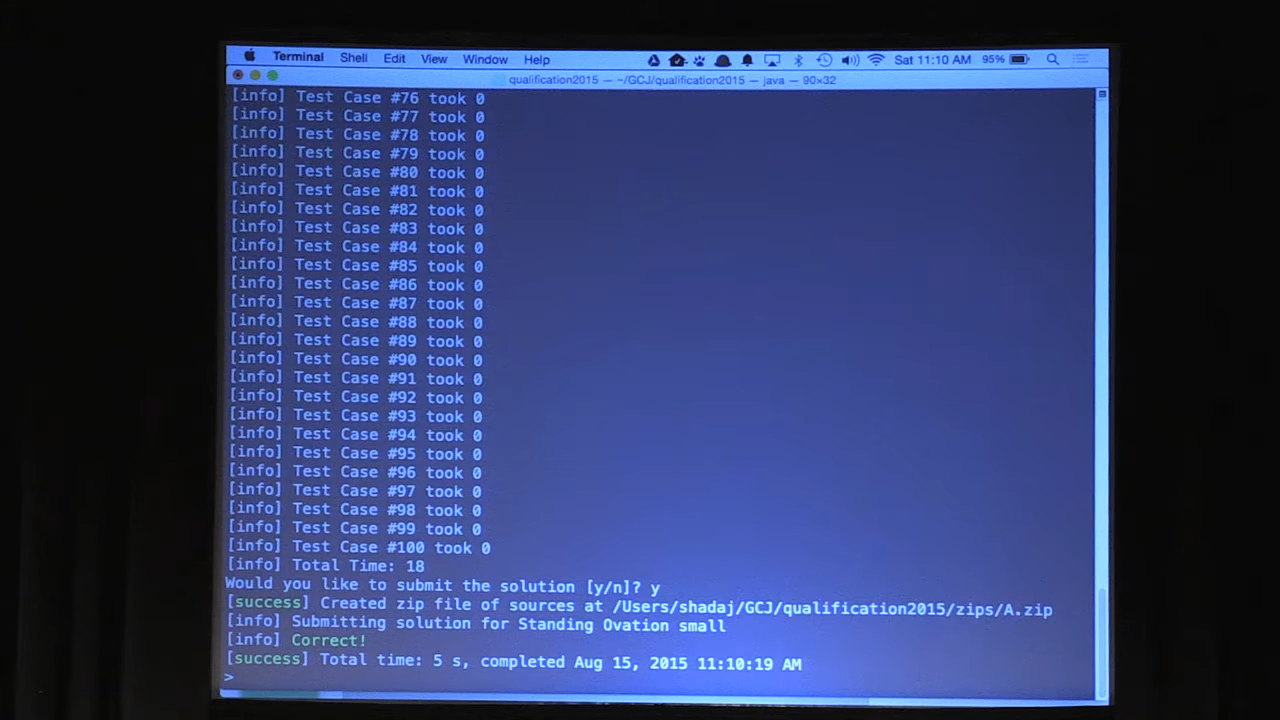 Terminal Shell Edit View Window Help Sat 11:10 AM 95%
qualification2015 — ~/GCJ/qualification2015 — java — 90×32
[info] Test Case #76 took 0
[info] Test Case #77 took 0
[info] Test Case #78 took 0
[info] Test Case #79 took 0
[info] Test Case #80 took 0
[info] Test Case #81 took 0
[info] Test Case #82 took 0
[info] Test Case #83 took 0
[info] Test Case #84 took 0
[info] Test Case #85 took 0
[info] Test Case #86 took 0
[info] Test Case #87 took 0
[info] Test Case #88 took 0
[info] Test Case #89 took 0
[info] Test Case #90 took 0
[info] Test Case #91 took 0
[info] Test Case #92 took 0
[info] Test Case #93 took 0
[info] Test Case #94 took 0
[info] Test Case #95 took 0
[info] Test Case #96 took 0
[info] Test Case #97 took 0
[info] Test Case #98 took 0
[info] Test Case #99 took 0
[info] Test Case #100 took 0
[info] Total Time: 18
Would you like to submit the solution [y/n]? y
[success] Created zip file of sources at /Users/shadaj/GCJ/qualification2015/zips/A.zip
[info] Submitting solution for Standing Ovation small
[info] Correct!
[success] Total time: 5 s, completed Aug 15, 2015 11:10:19 AM
>